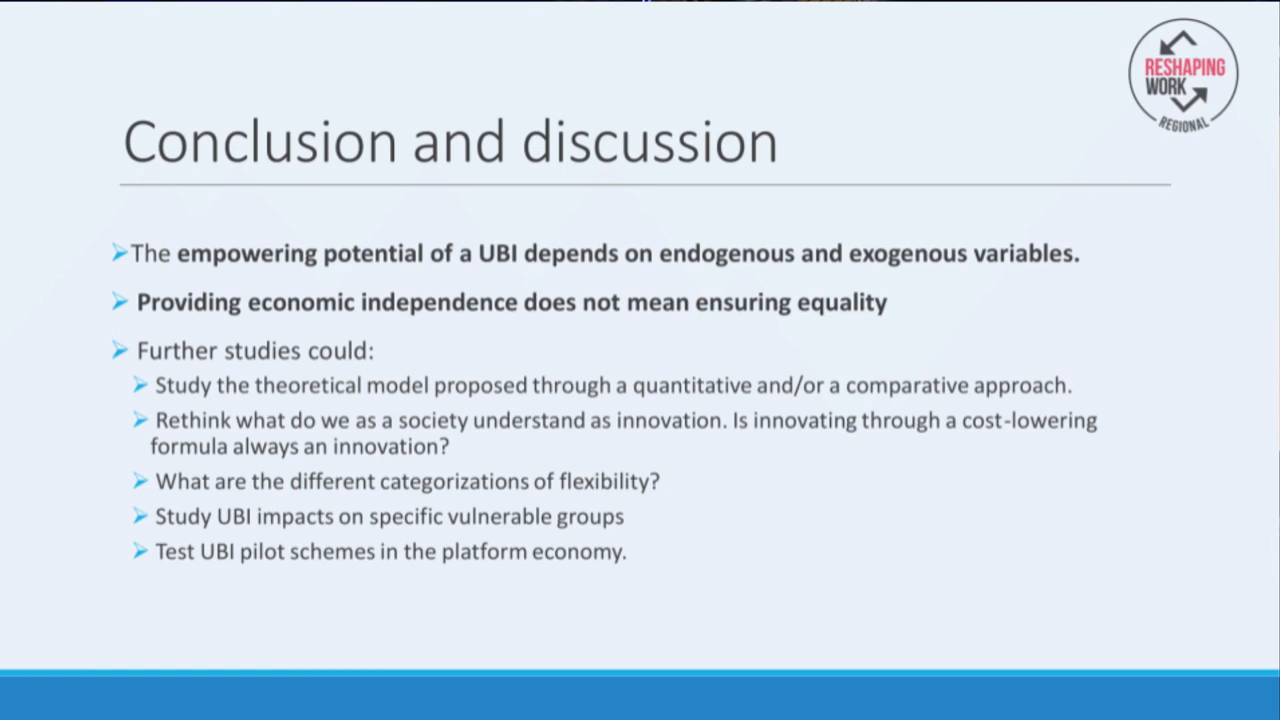 RESHAPING
WORK
REGIONAL
Conclusion and discussion
The empowering potential of a UBI depends on endogenous and exogenous variables.
Providing economic independence does not mean ensuring equality
Further studies could:
Study the theoretical model proposed through a quantitative and/or a comparative approach.
Rethink what do we as a society understand as innovation. Is innovating through a cost-lowering
formula always an innovation?
What are the different categorizations of flexibility?
Study UBI impacts on specific vulnerable groups
Test UBI pilot schemes in the platform economy.